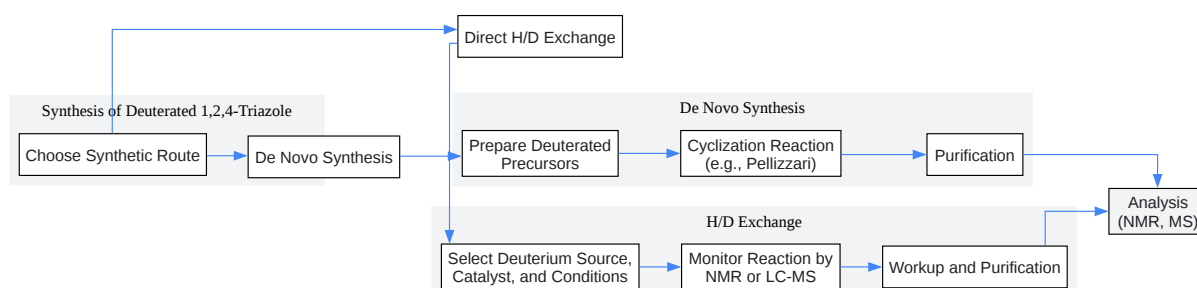 Direct H/D Exchange
Synthesis of Deuterated 1,2,4-Triazole
Choose Synthetic Route
De Novo Synthesis
De Novo Synthesis
Prepare Deuterated
Precursors
Cyclization Reaction
(e.g., Pellizzari)
Purification
Analysis
(NMR, MS)
H/D Exchange
Select Deuterium Source,
Catalyst, and Conditions
Monitor Reaction by
NMR or LC-MS
Workup and Purification